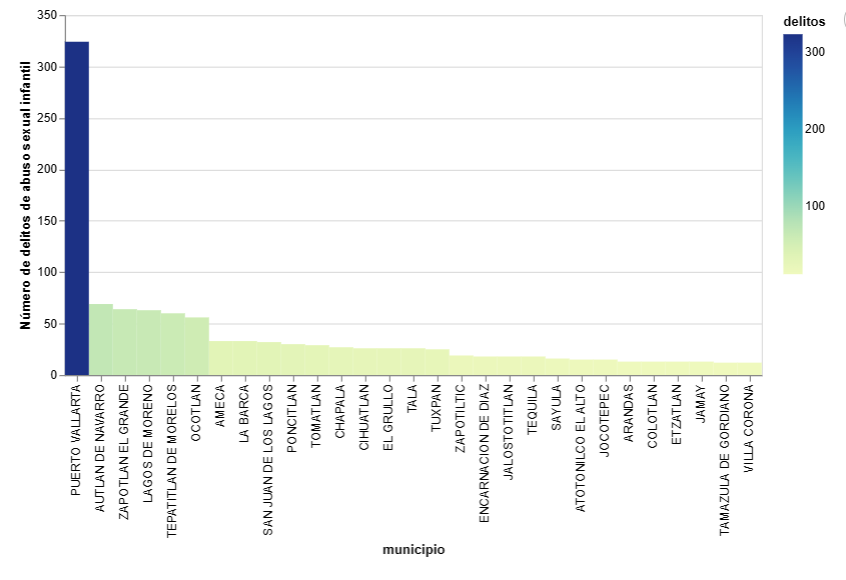 350
300
250
200
150
100
50
0
Número de delitos de abuso sexual infantil
PUERTO VALLARTA
AUTLAN DE NAVARRO
ZAPOTLAN EL GRANDE
LAGOS DE MORENO
TEPATITLAN DE MORELOS
OCOTLAN
AMECA
LA BARCA
SAN JUAN DE LOS LAGOS
PONCITLAN
TOMATLAN
CHAPALA
CIHUATLAN
EL GRULLO
TALA
TUXPAN
ZAPOTILTIC
ENCARNACION DE DIAZ
JALOSTOTITLAN
TEQUILA
SAYULA
ATOTONILCO EL ALTO
JOCOTEPEC
ARANDAS
COLOTLAN
ETZATLAN
JAMAY
TAMAZULA DE GORDIANO
VILLA CORONA
municipio
delitos
300
200
100